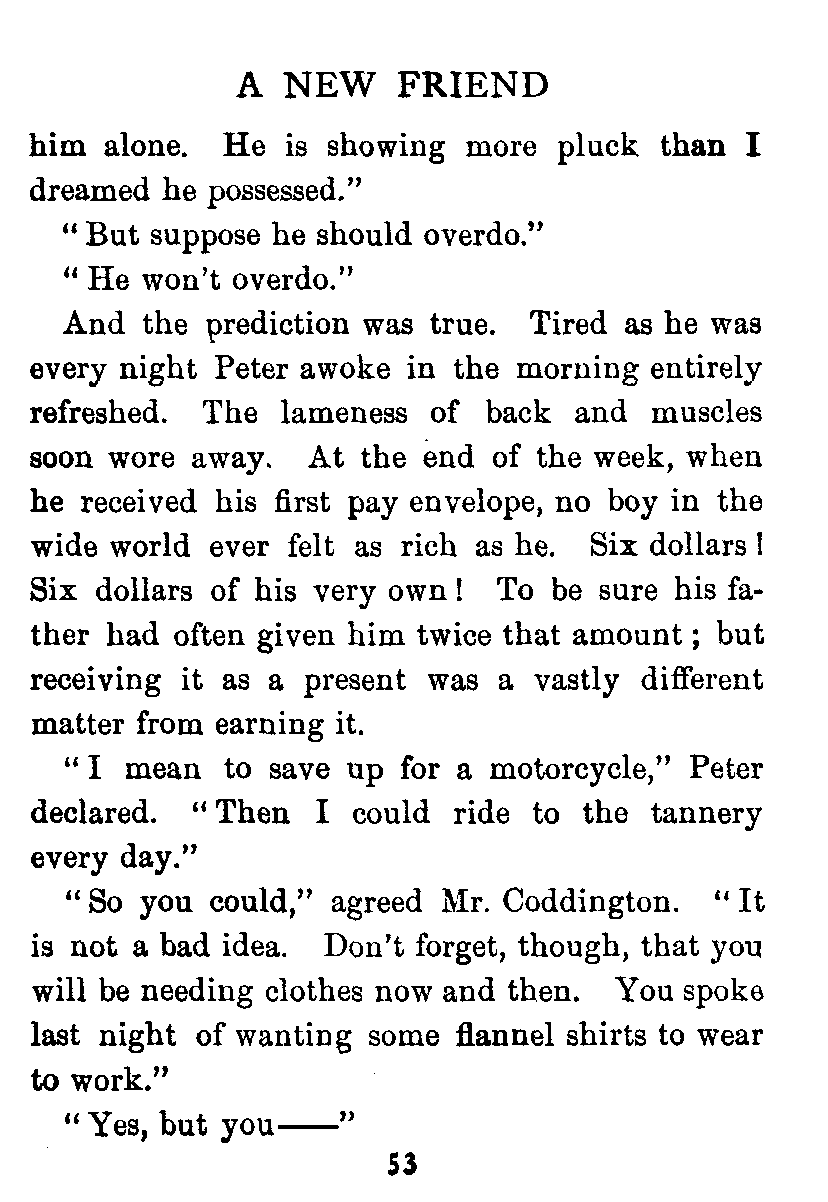 A NEW FRIEND
him alone. He is showing more pluck than I
dreamed he possessed.”
“But suppose he should overdo.”
“He won’t overdo.”
And the prediction was true. Tired as he was
every night Peter awoke in the morning entirely
refreshed. The lameness of back and muscles
soon wore away. At the end of the week, when
he received his first pay envelope, no boy in the
wide world ever felt as rich as he. Six dollars!
Six dollars of his very own! To be sure his fa-
ther had often given him twice that amount; but
receiving it as a present was a vastly different
matter from earning it.
“I mean to save up for a motorcycle,” Peter
declared. “Then I could ride to the tannery
every day.”
“So you could,” agreed Mr. Coddington. “It
is not a bad idea. Don’t forget, though, that you
will be needing clothes now and then. You spoke
last night of wanting some flannel shirts to wear
to work.”
“Yes, but you——”
53